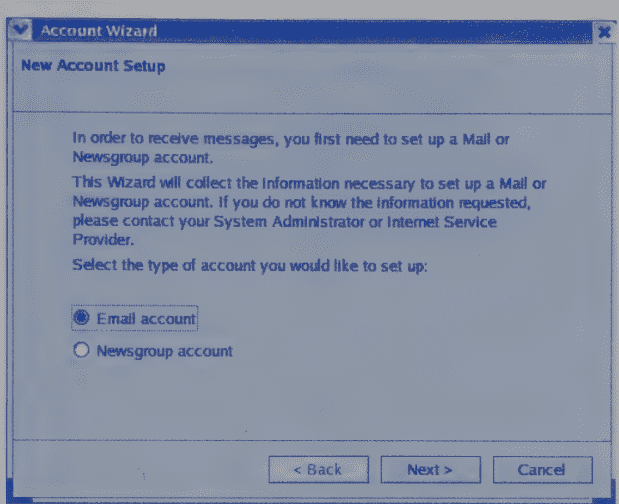 Account Wizard
New Account Setup
In order to receive messages, you first need to set up a Mail or
Newsgroup account.
This Wizard will collect the information necessary to set up a Mail or
Newsgroup account. If you do not know the information requested,
please contact your System Administrator or Internet Service
Provider.
Select the type of account you would like to set up:
Email account
Newsgroup account
< Back Next > Cancel